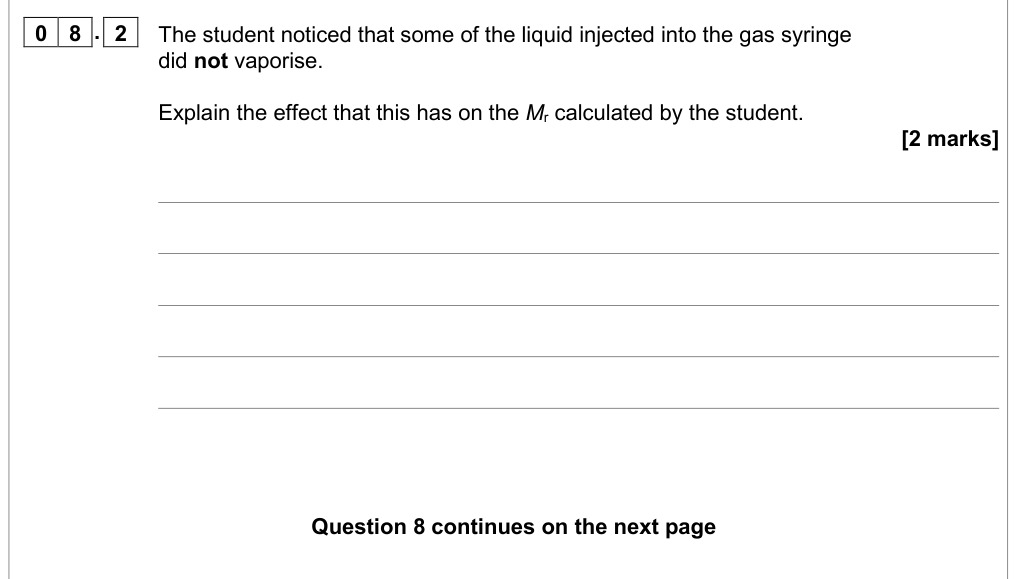 0 8 . 2 The student noticed that some of the liquid injected into the gas syringe
did not vaporise.
Explain the effect that this has on the Mr calculated by the student.
[2 marks]
Question 8 continues on the next page